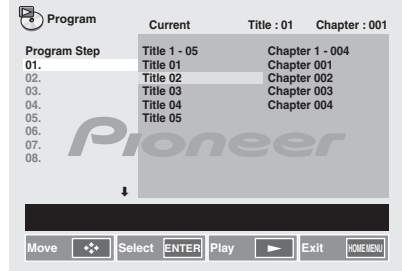 Program
Current Title : 01 Chapter : 001
Program Step Title 1 - 05 Chapter 1 - 004
01. Title 01 Chapter 001
02. Title 02 Chapter 002
03. Title 03 Chapter 003
04. Title 04 Chapter 004
05. Title 05
06.
07.
08.
Pioneer
Move Select ENTER Play Exit HOME MENU